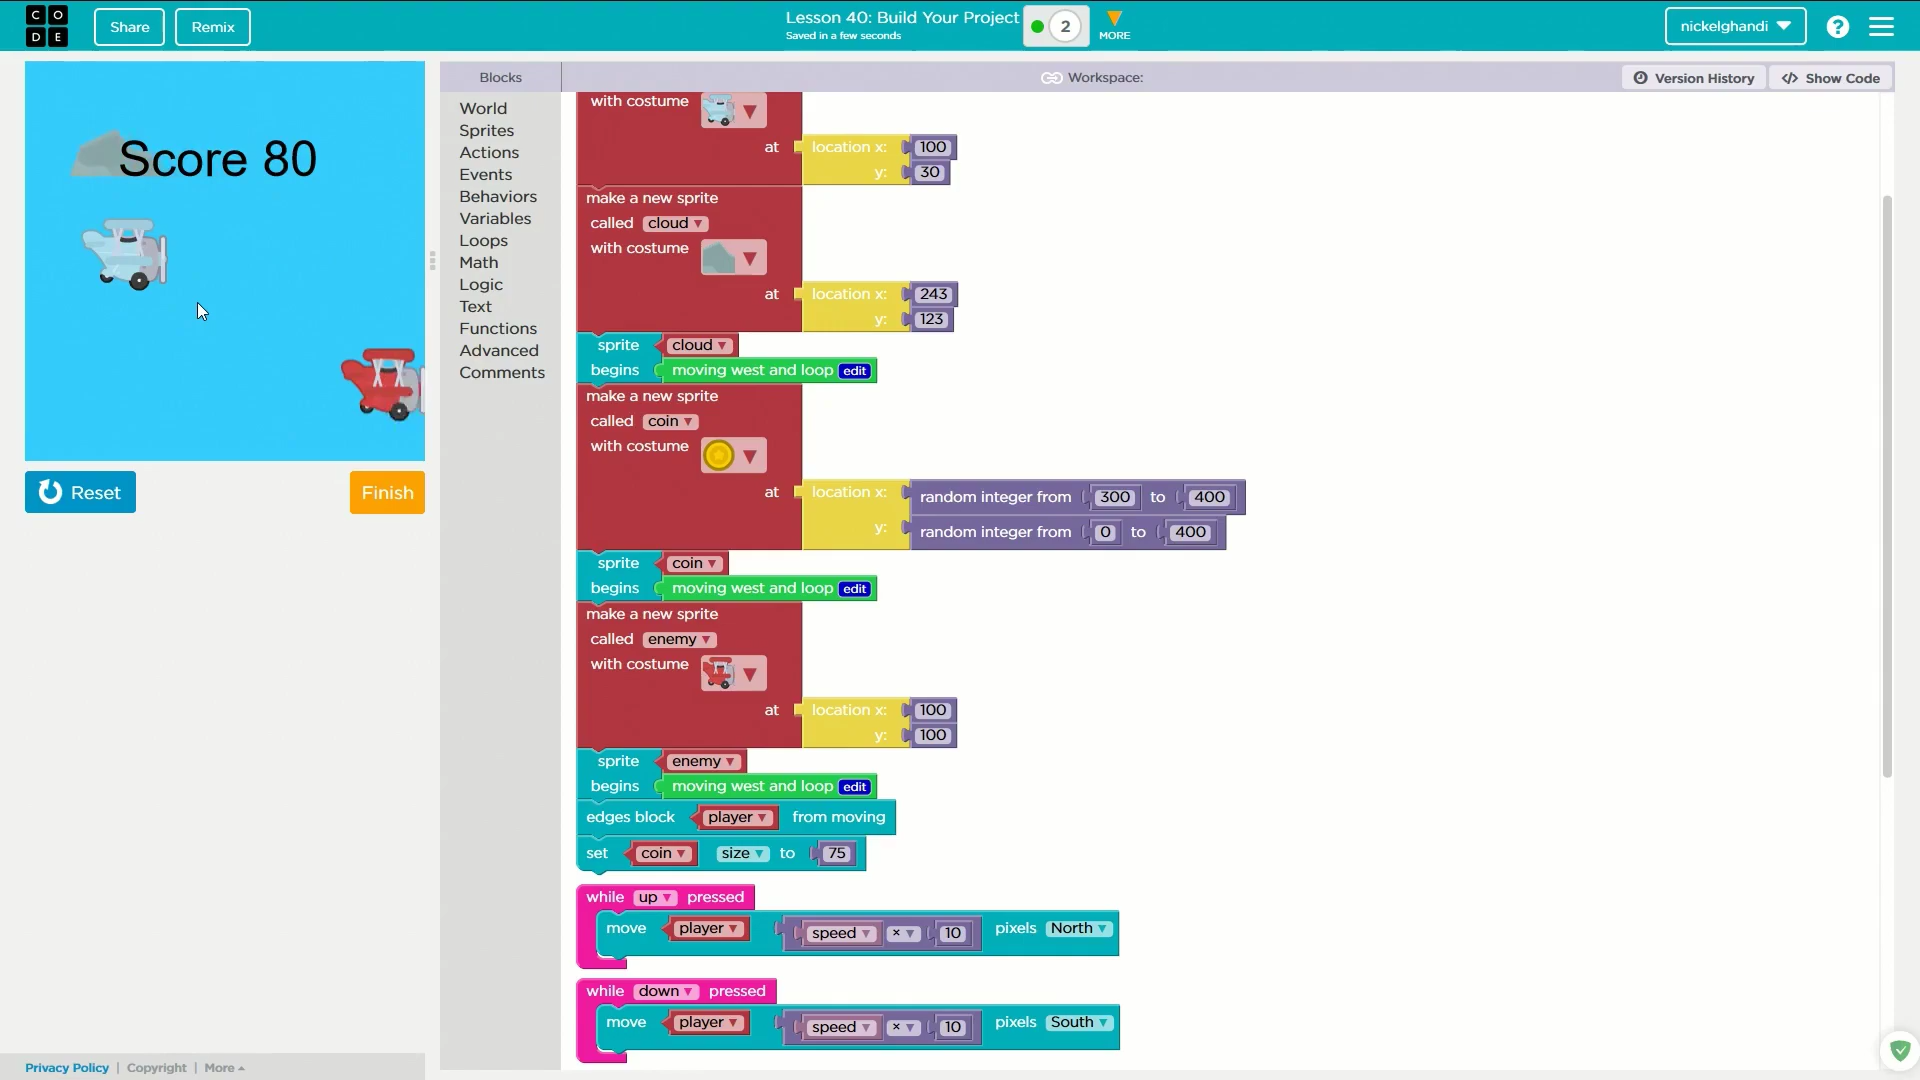 CODE
Share
Remix
Lesson 40: Build Your Project
Saved in a few seconds
2
MORE
nickelghandi
?
Score 80
Reset
Finish
Blocks
Workspace:
Version History
</> Show Code
World
Sprites
Actions
Events
Behaviors
Variables
Loops
Math
Logic
Text
Functions
Advanced
Comments
with costume
at location x: 100
y: 30
make a new sprite
called cloud
with costume
at location x: 243
y: 123
sprite cloud
begins moving west and loop edit
make a new sprite
called coin
with costume
at location x: random integer from 300 to 400
y: random integer from 0 to 400
sprite coin
begins moving west and loop edit
make a new sprite
called enemy
with costume
at location x: 100
y: 100
sprite enemy
begins moving west and loop edit
edges block player from moving
set coin size to 75
while up pressed
move player speed × 10 pixels North
while down pressed
move player speed × 10 pixels South
Privacy Policy | Copyright | More